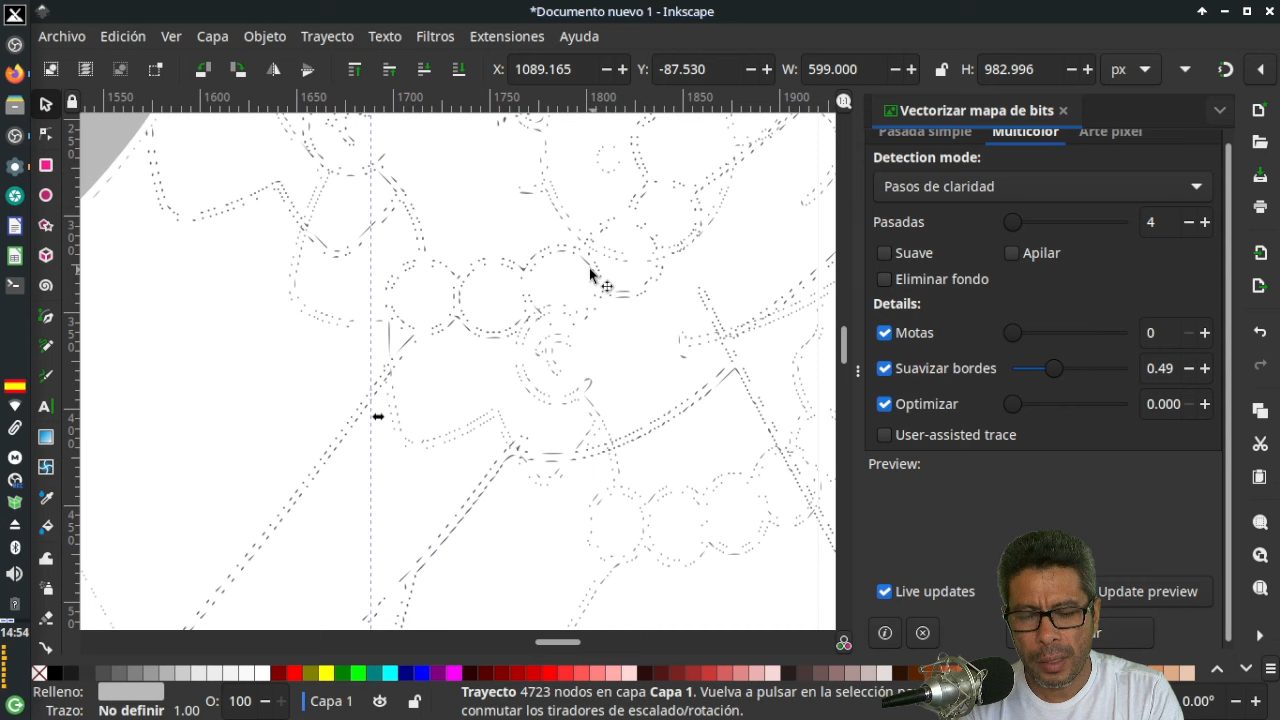 *Documento nuevo 1 - Inkscape
Archivo Edición Ver Capa Objeto Trayecto Texto Filtros Extensiones Ayuda
X: 1089.165 Y: -87.530 W: 599.000 H: 982.996 px
1550 1600 1650 1700 1750 1800 1850 1900
Vectorizar mapa de bits
Pasada simple Multicolor Arte pixel
Detection mode:
Pasos de claridad
Pasadas 4
Suave Apilar
Eliminar fondo
Details:
Motas 0
Suavizar bordes 0.49
Optimizar 0.000
User-assisted trace
Preview:
Live updates Update preview
14:54
Relleno:
Trazo: No definir 1.00
O: 100
Capa 1
Trayecto 4723 nodos en capa Capa 1. Vuelva a pulsar en la selección
conmutar los tiradores de escalado/rotación.
0.00°